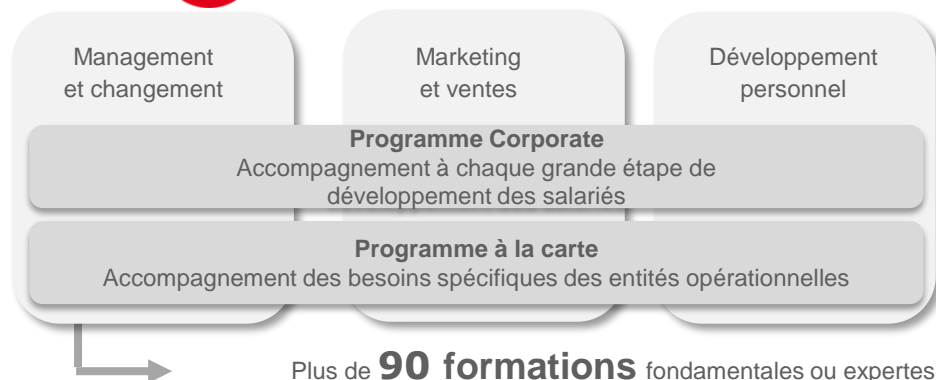 Management
et changement
Marketing
et ventes
Développement
personnel
Programme Corporate
Accompagnement à chaque grande étape de
développement des salariés
Programme à la carte
Accompagnement des besoins spécifiques des entités opérationnelles
Plus de 90 formations fondamentales ou expertes